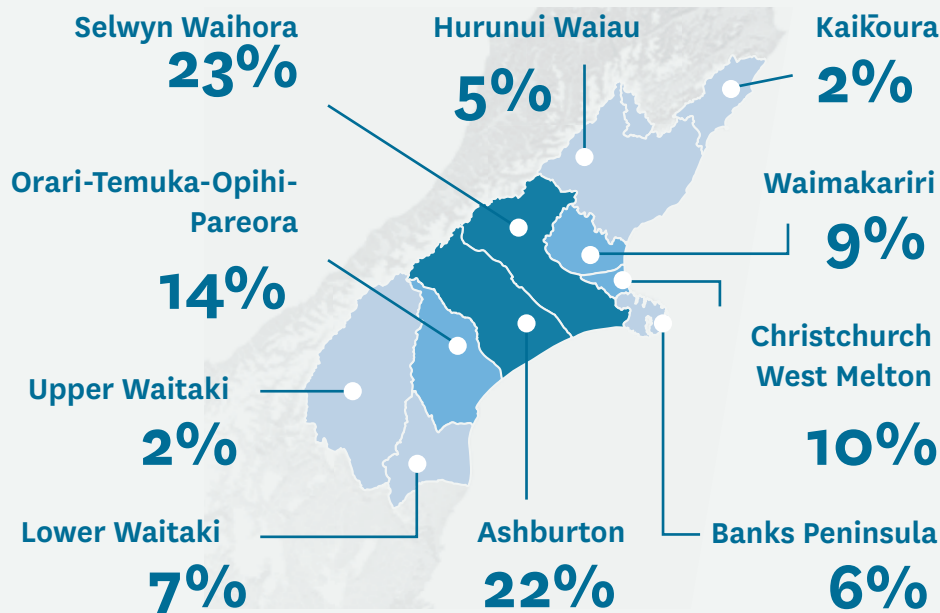 Selwyn Waihora
23%
Hurunui Waiau
5%
Kaikōura
2%
Orari-Temuka-Opihi-
Pareora
14%
Waimakariri
9%
Christchurch
West Melton
10%
Upper Waitaki
2%
Lower Waitaki
7%
Ashburton
22%
Banks Peninsula
6%